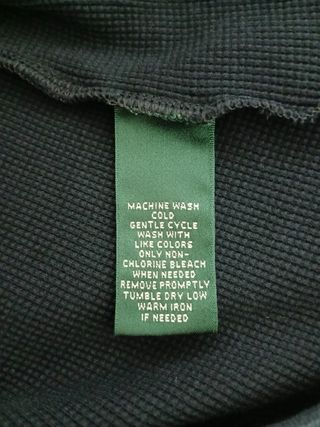 MACHINE WASH
COLD
GENTLE CYCLE
WASH WITH
LIKE COLORS
ONLY NON-
CHLORINE BLEACH
WHEN NEEDED
REMOVE PROMPTLY
TUMBLE DRY LOW
WARM IRON
IF NEEDED